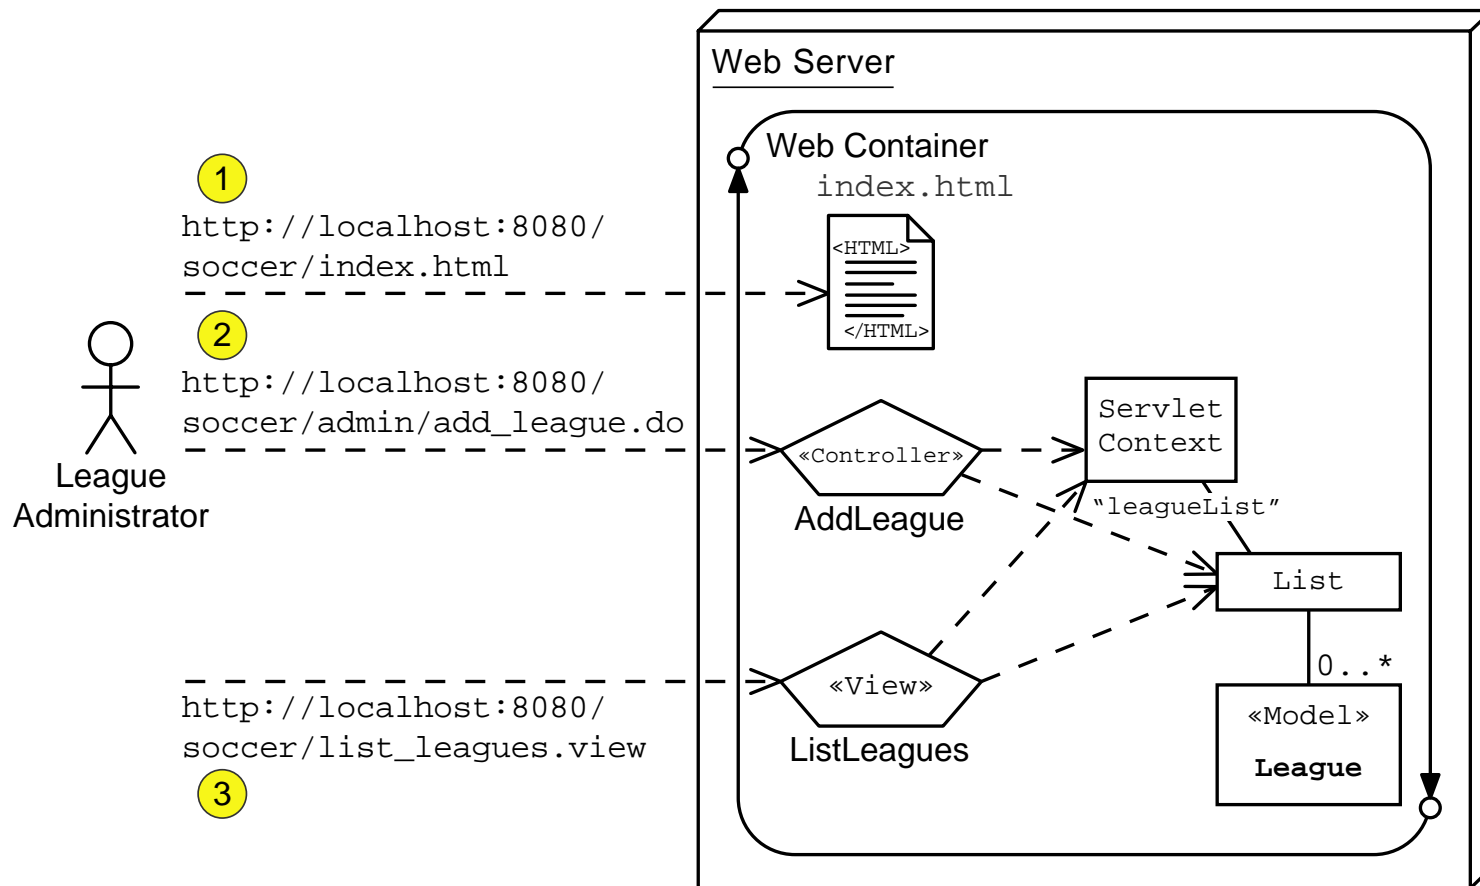 Web Server
Web Container
index.html
<HTML>
</HTML>
1
http://localhost:8080/
soccer/index.html
2
http://localhost:8080/
soccer/admin/add_league.do
League
Administrator
«Controller»
AddLeague
Servlet
Context
“leagueList”
List
0..*
«Model»
League
«View»
ListLeagues
http://localhost:8080/
soccer/list_leagues.view
3